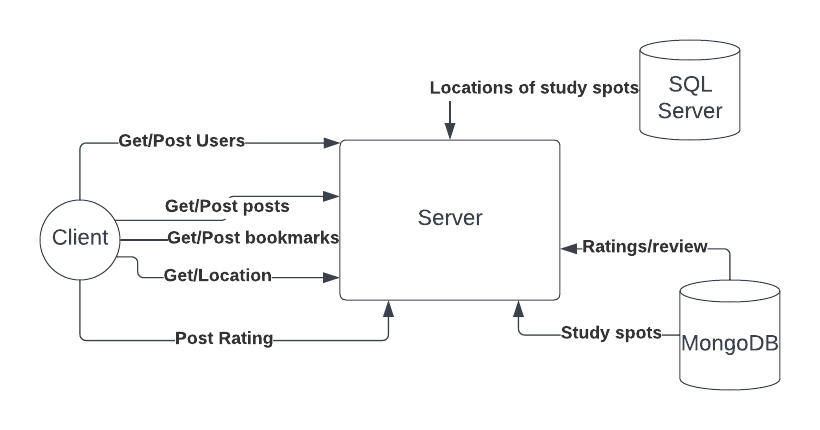 SQL
Server
Locations of study spots
Get/Post Users
Get/Post posts
Server
Client
Get/Post bookmarks
Ratings/review
Get/Location
Study spots
Post Rating
MongoDB